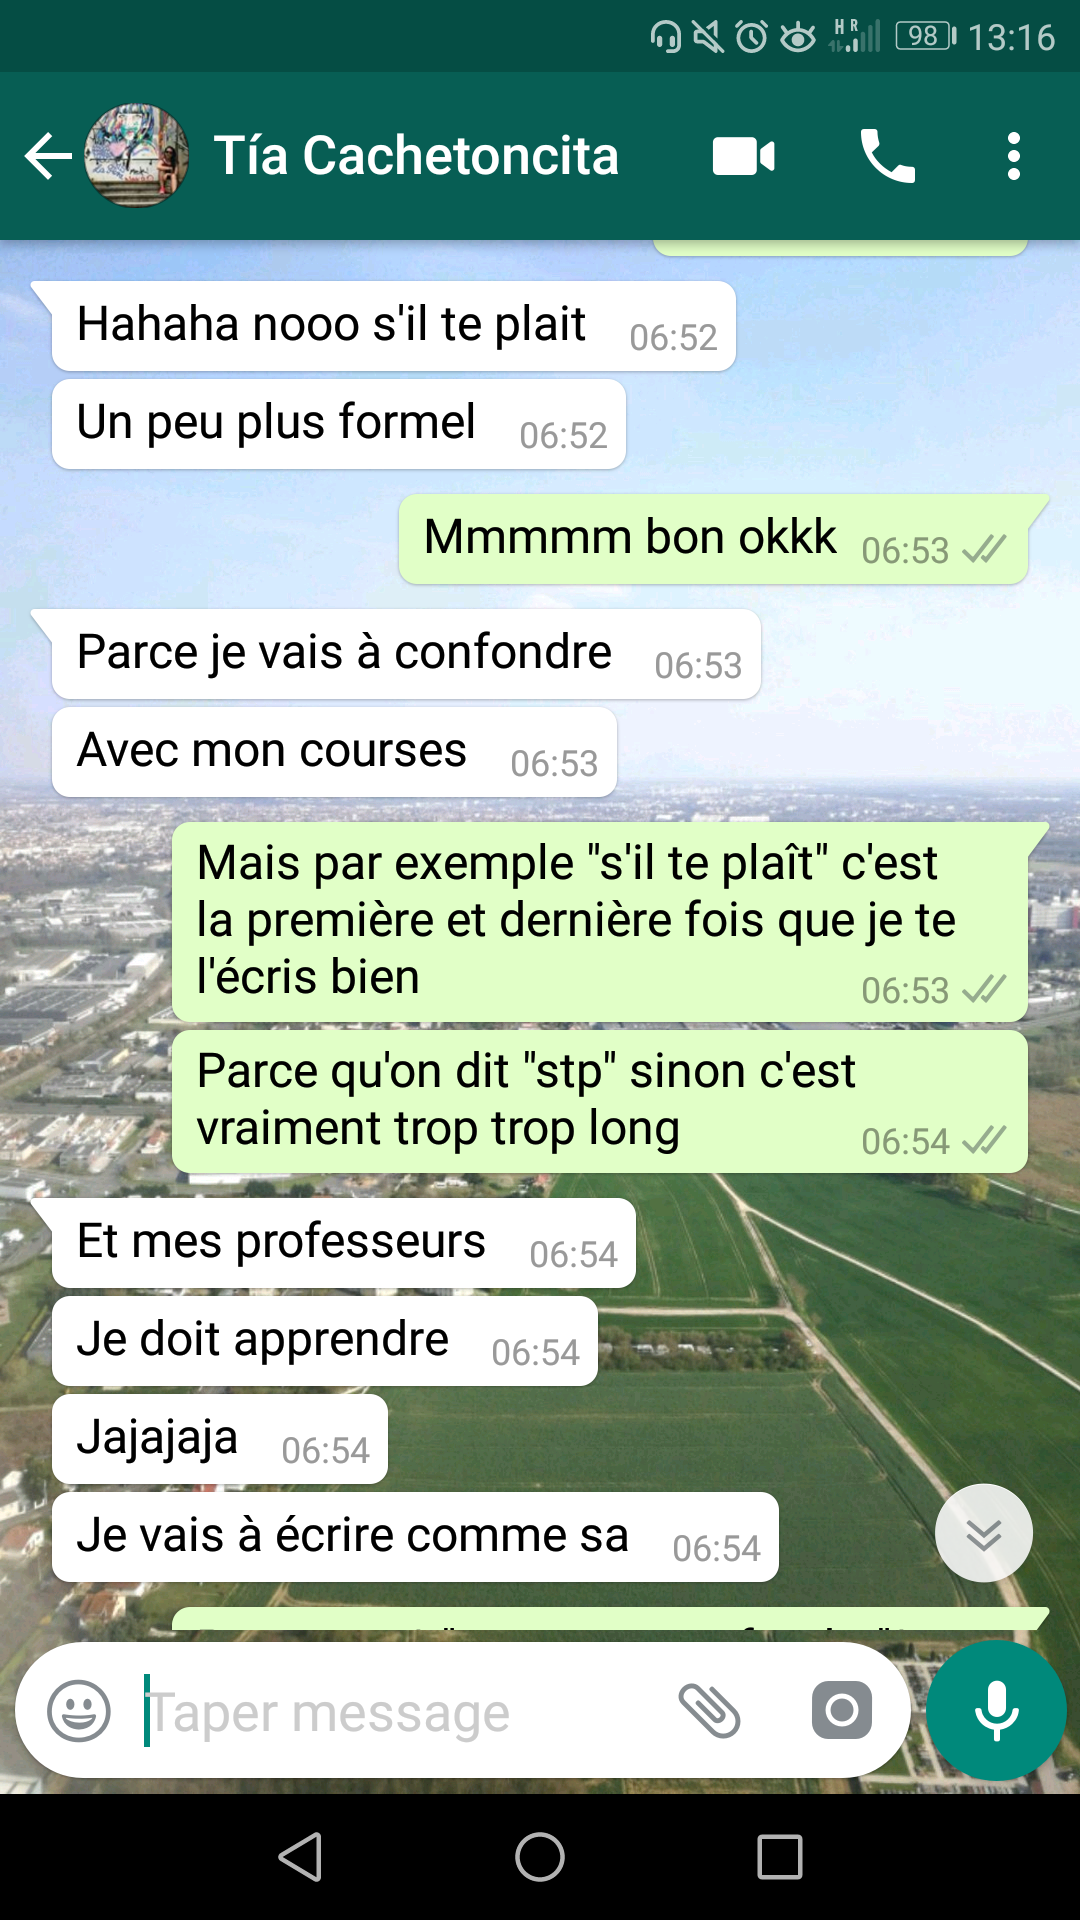 H R
98
13:16
Tía Cachetoncita
Hahaha nooo s'il te plait
06:52
Un peu plus formel
06:52
Mmmmm bon okkk
06:53
Parce je vais à confondre
06:53
Avec mon courses
06:53
Mais par exemple "s'il te plaît" c'est
la première et dernière fois que je te
l'écris bien
06:53
Parce qu'on dit "stp" sinon c'est
vraiment trop trop long
06:54
Et mes professeurs
06:54
Je doit apprendre
06:54
Jajajaja
06:54
Je vais à écrire comme sa
06:54
Taper message